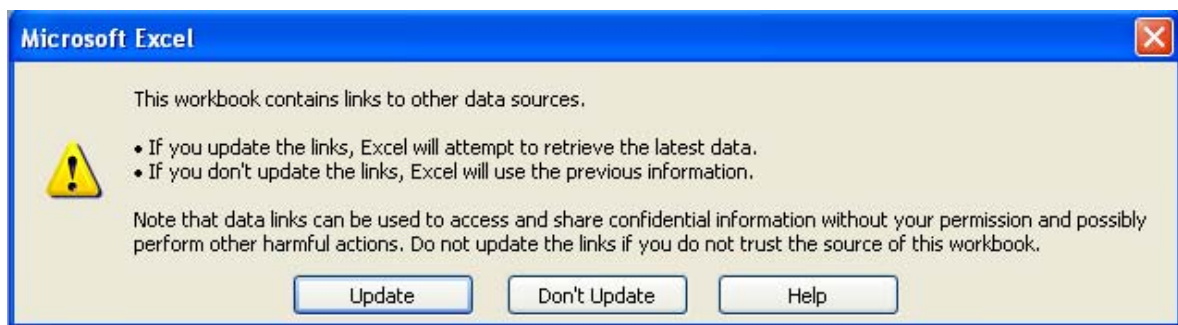 Microsoft Excel
This workbook contains links to other data sources.
• If you update the links, Excel will attempt to retrieve the latest data.
• If you don't update the links, Excel will use the previous information.
Note that data links can be used to access and share confidential information without your permission and possibly
perform other harmful actions. Do not update the links if you do not trust the source of this workbook.
Update Don't Update Help